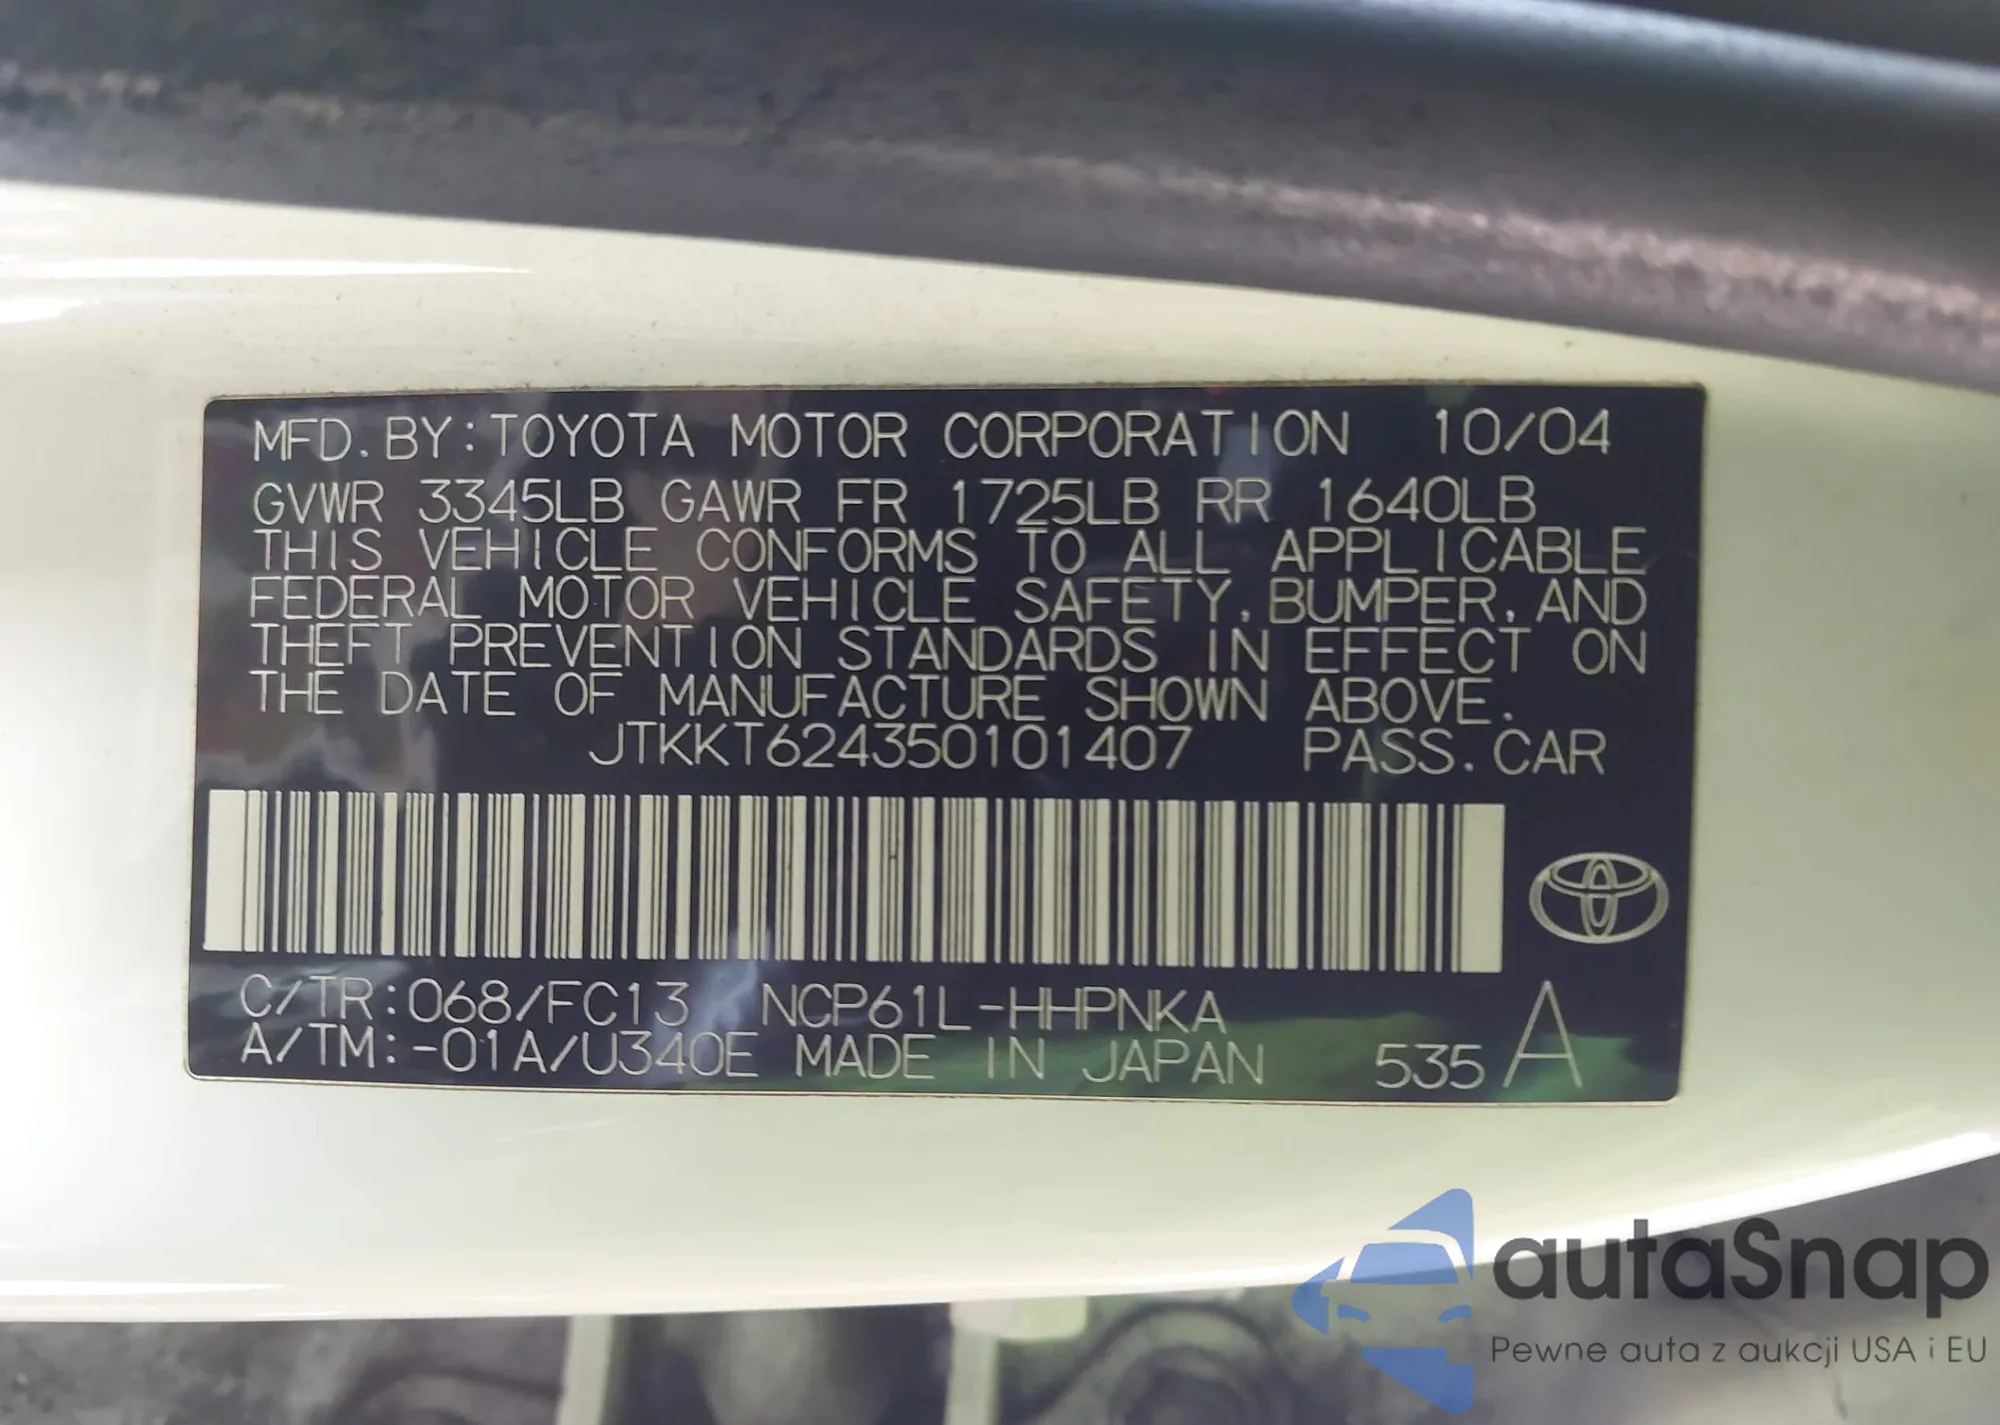 MFD. BY: TOYOTA MOTOR CORPORATION 10/04
GVWR 3345LB GAWR FR 1725LB RR 1640LB
THIS VEHICLE CONFORMS TO ALL APPLICABLE
FEDERAL MOTOR VEHICLE SAFETY, BUMPER, AND
THEFT PREVENTION STANDARDS IN EFFECT ON
THE DATE OF MANUFACTURE SHOWN ABOVE.
JTKKT624350101407 PASS. CAR
C/TR: 068/FC13 NCP61L-HHPNKA
A/TM: -01A/U340E MADE IN JAPAN 535 A
autaSnap
Pewne auta z aukcji USA i EU